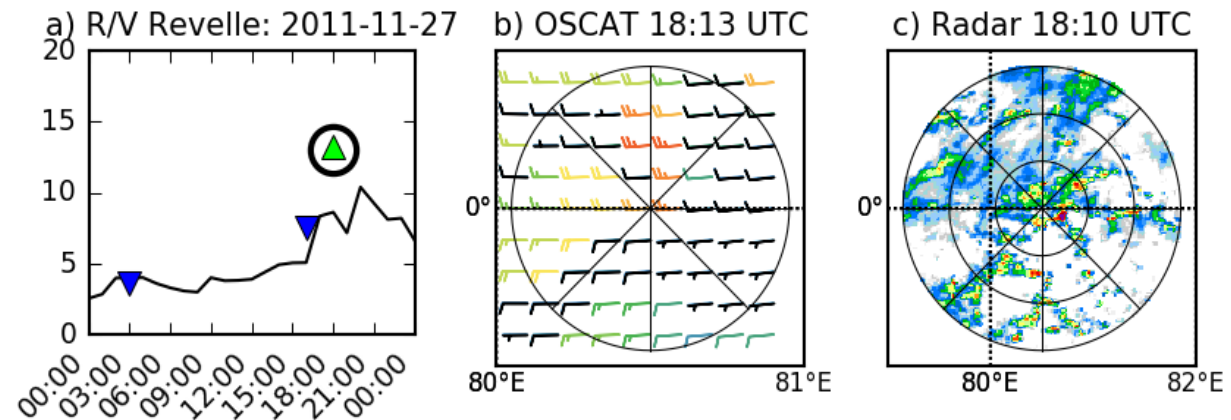 a) R/V Revelle: 2011-11-27
20
15
10
5
0
00:00
03:00
06:00
09:00
12:00
15:00
18:00
21:00
00:00
b) OSCAT 18:13 UTC
0°
80°E
81°E
c) Radar 18:10 UTC
0°
80°E
82°E